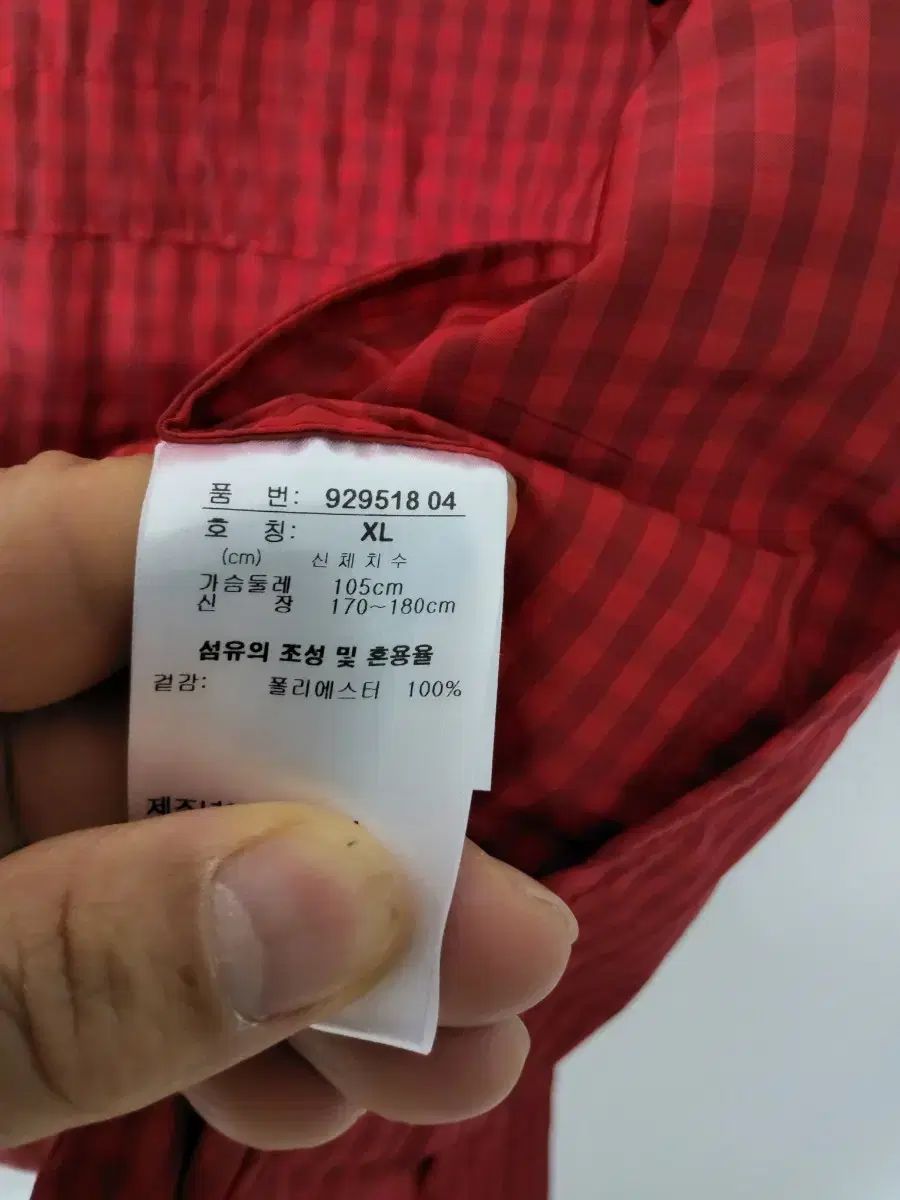 품 번: 929518 04
호 칭: XL
(cm) 신 체 치 수
가슴둘레 105cm
신 장 170~180cm
섬유의 조성 및 혼용율
겉감: 폴리에스터 100%